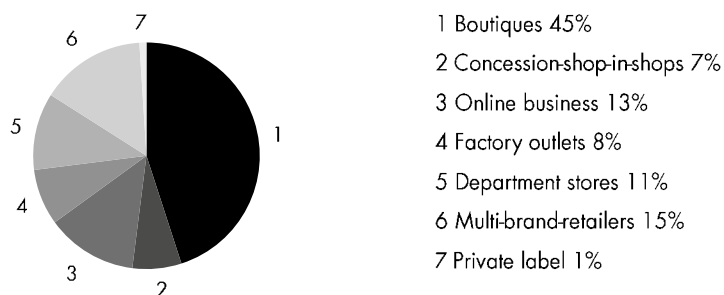 7
6
1
5
4
3
2
1 Boutiques 45%
2 Concession-shop-in-shops 7%
3 Online business 13%
4 Factory outlets 8%
5 Department stores 11%
6 Multi-brand-retailers 15%
7 Private label 1%